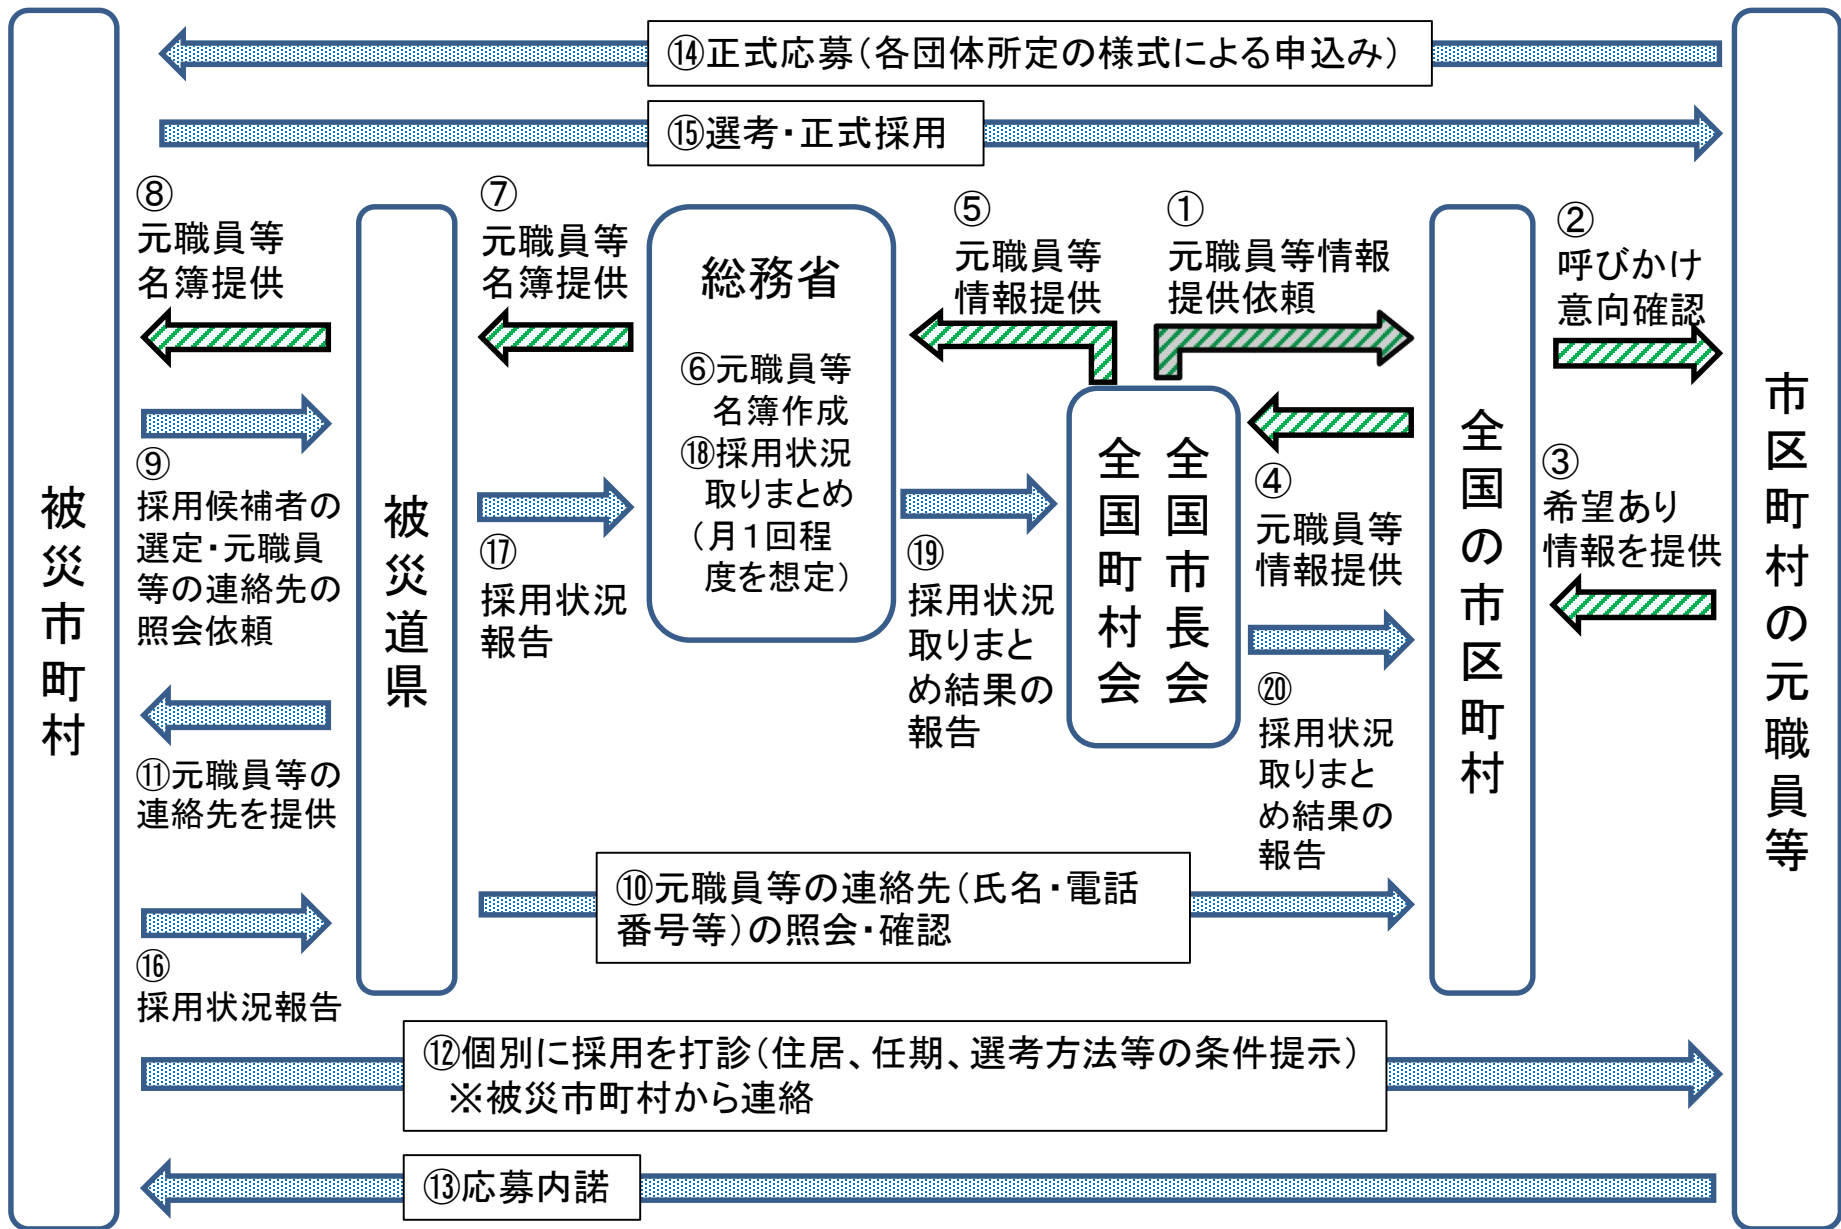 ⑭正式応募(各団体所定の様式による申込み)
⑮選考・正式採用
⑧
元職員等
名簿提供
⑦
元職員等
名簿提供
総務省
⑥元職員等
名簿作成
⑱採用状況
取りまとめ
(月1回程
度を想定)
⑤
元職員等
情報提供
①
元職員等情報
提供依頼
②
呼びかけ
意向確認
⑨
採用候補者の
選定・元職員
等の連絡先の
照会依頼
⑰
採用状況
報告
⑲
採用状況
取りまと
め結果の
報告
全国市長会
全国町村会
④
元職員等
情報提供
③
希望あり
情報を提供
⑳
採用状況
取りまと
め結果の
報告
被災市町村
被災道県
全国の市区町村
市区町村の元職員等
⑪元職員等の
連絡先を提供
⑩元職員等の連絡先(氏名・電話
番号等)の照会・確認
⑯
採用状況報告
⑫個別に採用を打診(住居、任期、選考方法等の条件提示)
※被災市町村から連絡
⑬応募内諾